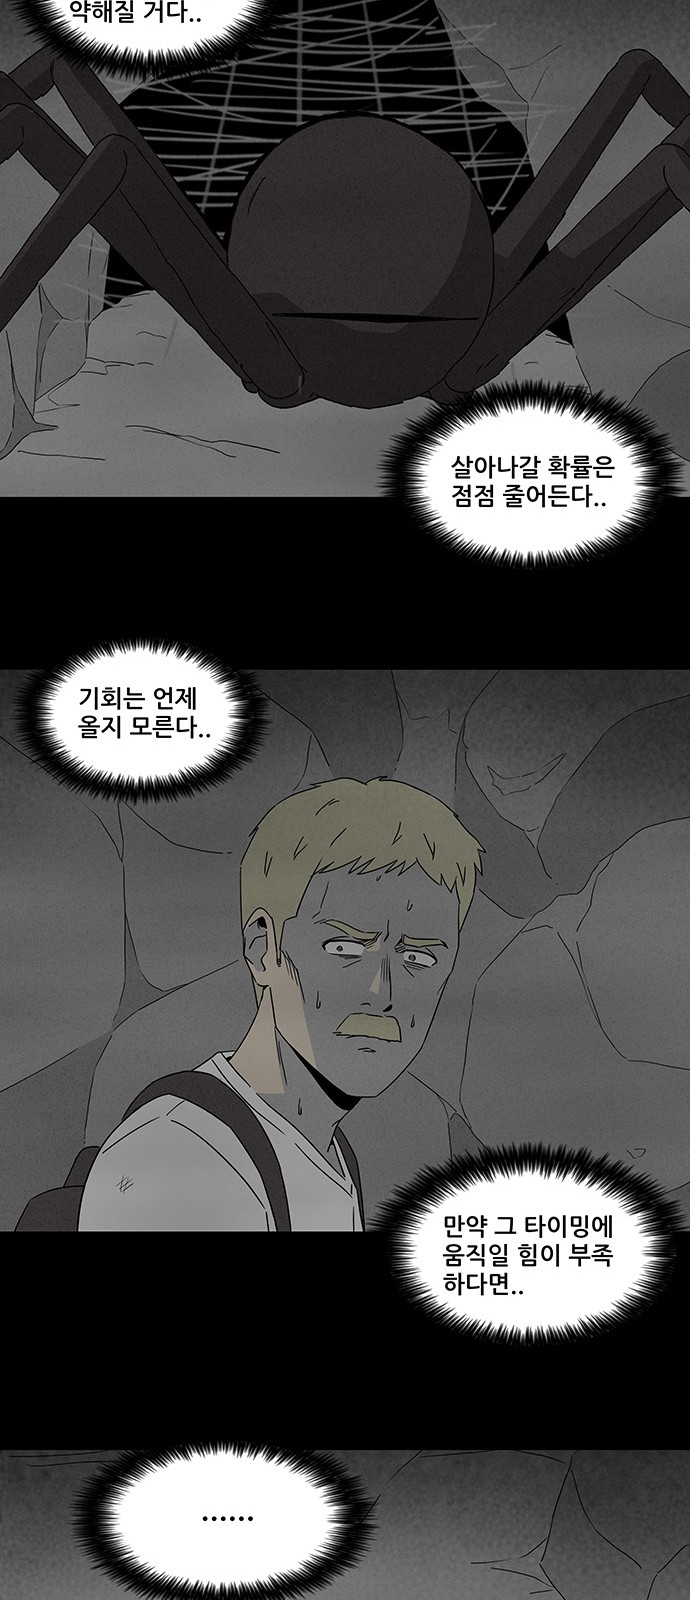 약해질 거다..
살아나갈 확률은
점점 줄어든다..
기회는 언제
올지 모른다..
만약 그 타이밍에
움직일 힘이 부족
하다면..
......